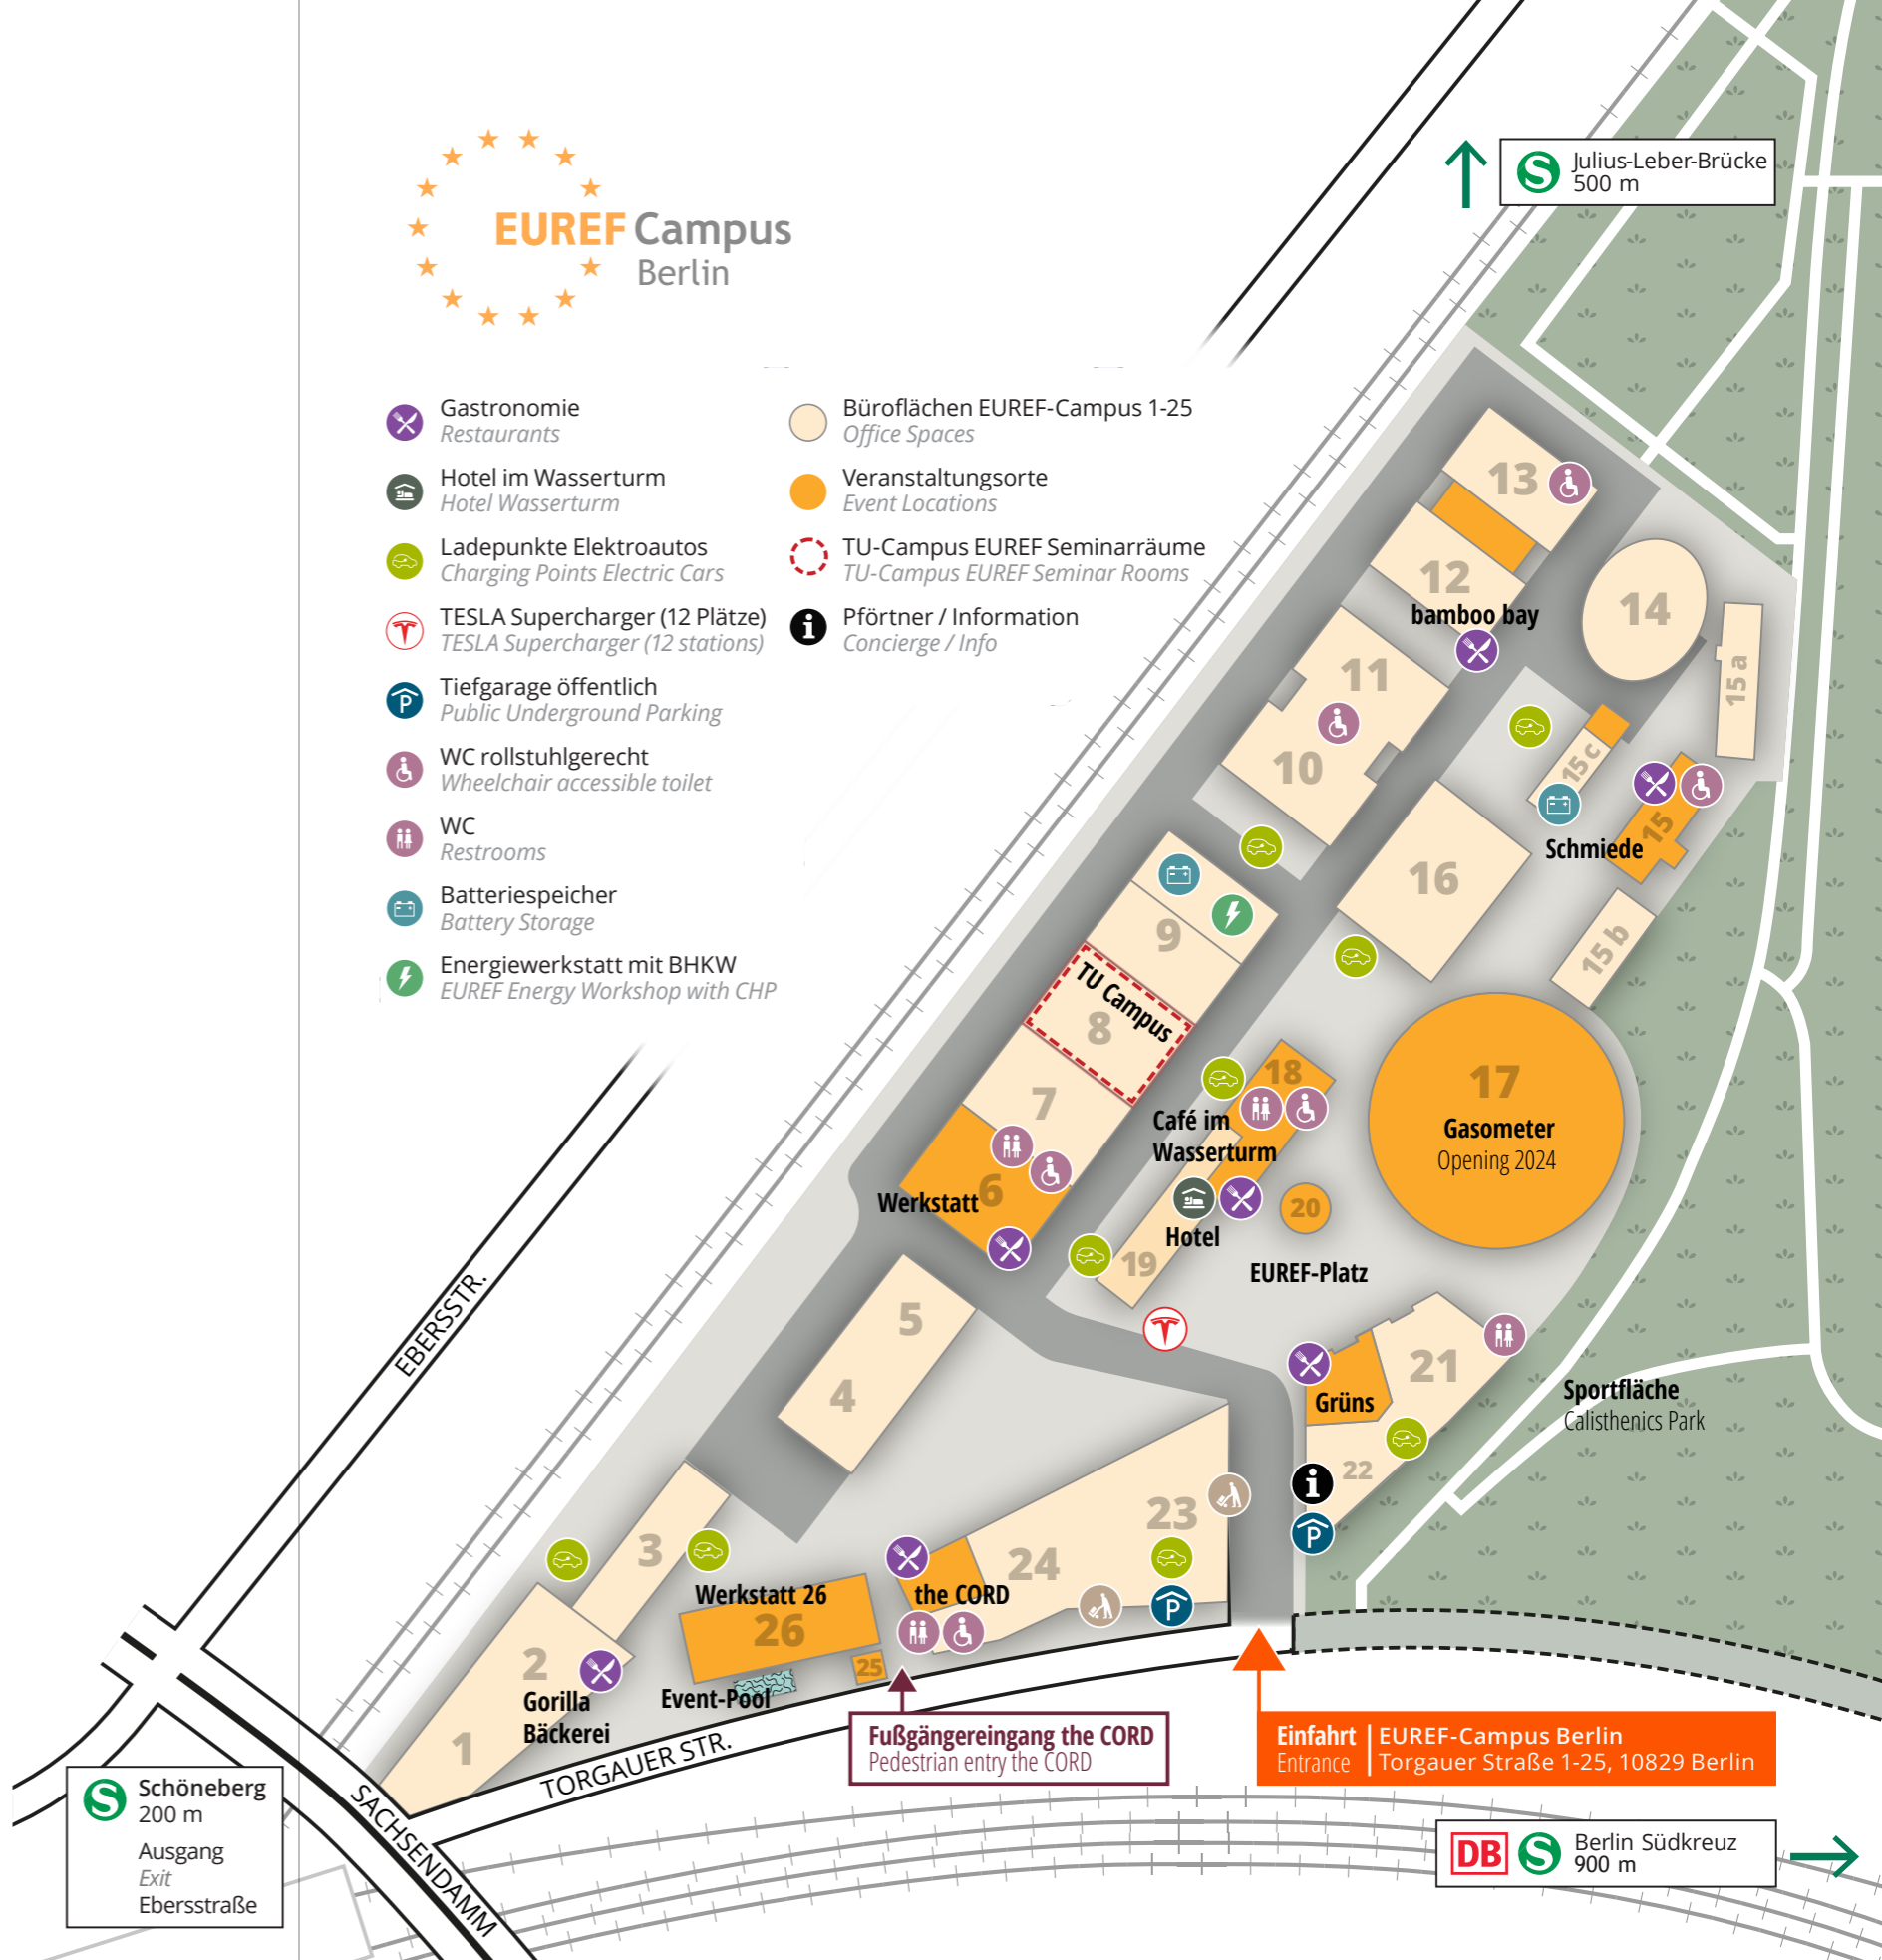 EUREF Campus
Berlin
Gastronomie
Restaurants
Hotel im Wasserturm
Hotel Wasserturm
Ladepunkte Elektroautos
Charging Points Electric Cars
TESLA Supercharger (12 Plätze)
TESLA Supercharger (12 stations)
Tiefgarage öffentlich
Public Underground Parking
WC rollstuhlgerecht
Wheelchair accessible toilet
WC
Restrooms
Batteriespeicher
Battery Storage
Energiewerkstatt mit BHKW
EUREF Energy Workshop with CHP
Büroflächen EUREF-Campus 1-25
Office Spaces
Veranstaltungsorte
Event Locations
TU-Campus EUREF Seminarräume
TU-Campus EUREF Seminar Rooms
Pförtner / Information
Concierge / Info
S
Julius-Leber-Brücke
500 m
13
12
bamboo bay
14
15 a
11
10
15 c
15
Schmiede
16
15 b
9
TU Campus
8
7
6
Werkstatt
18
Café im
Wasserturm
Hotel
19
20
EUREF-Platz
17
Gasometer
Opening 2024
5
4
21
Grüns
22
i
P
Sportfläche
Calisthenics Park
EBERSSTR.
3
Werkstatt 26
26
25
Event-Pool
the CORD
24
23
P
2
Gorilla
Bäckerei
1
TORGAUER STR.
SACHSENDAMM
Fußgängereingang the CORD
Pedestrian entry the CORD
Einfahrt
Entrance
EUREF-Campus Berlin
Torgauer Straße 1-25, 10829 Berlin
S
Schöneberg
200 m
Ausgang
Exit
Ebersstraße
DB
S
Berlin Südkreuz
900 m